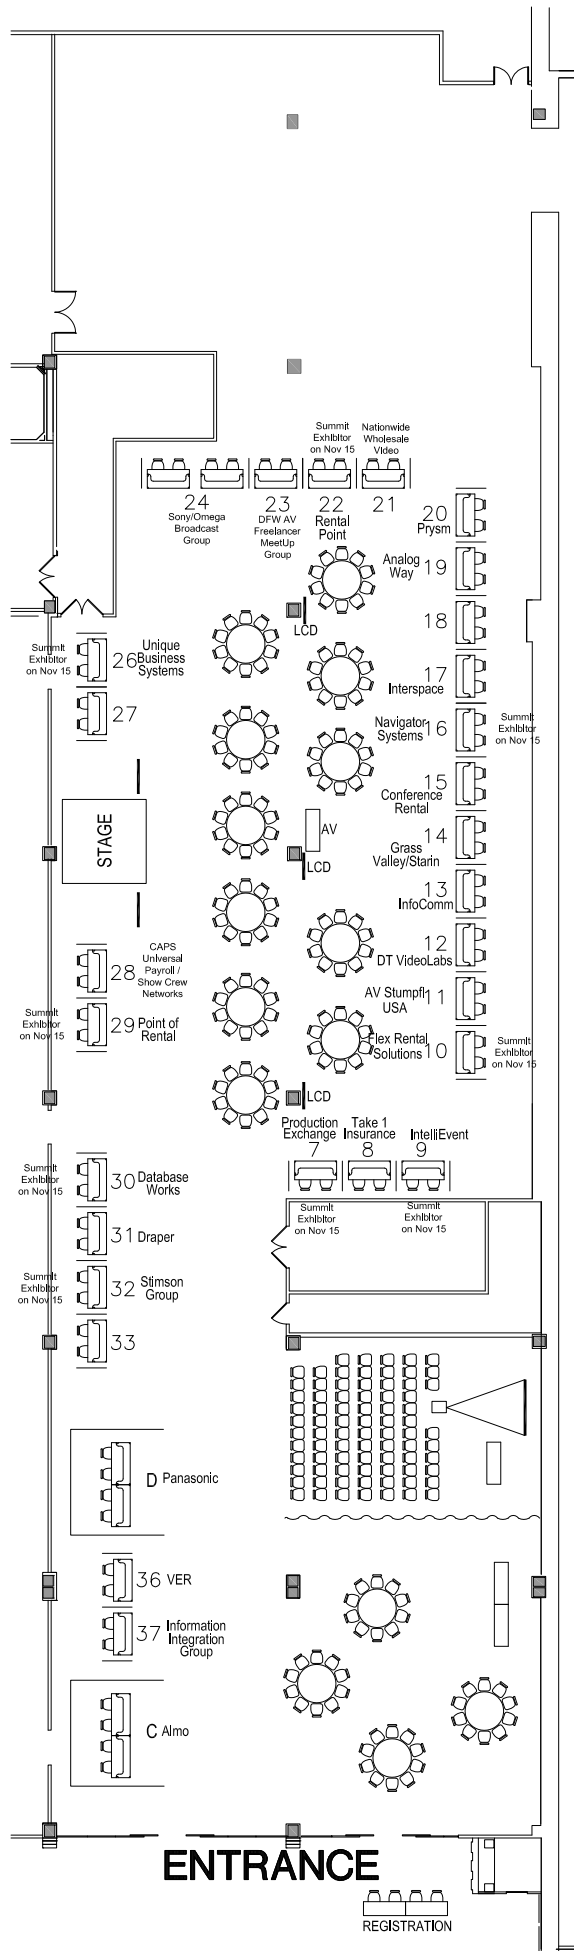 Summit
Exhibitor
on Nov 15
Nationwide
Wholesale
Video
24
Sony/Omega
Broadcast
Group
23
DFW AV
Freelancer
MeetUp
Group
22
Rental
Point
21
20
Prysm
Analog
Way
19
LCD
18
Summit
Exhibitor
on Nov 15
26
Unique
Business
Systems
17
Interspace
27
Navigator
Systems
16
Summit
Exhibitor
on Nov 15
15
Conference
Rental
STAGE
AV
14
Grass
Valley/Starin
LCD
13
InfoComm
12
DT VideoLabs
28
CAPS
Universal
Payroll /
Show Crew
Networks
AV Stumpfl
USA
11
Summit
Exhibitor
on Nov 15
29
Point of
Rental
Flex Rental
Solutions
10
Summit
Exhibitor
on Nov 15
LCD
Production
Exchange
7
Take 1
Insurance
8
IntelliEvent
9
Summit
Exhibitor
on Nov 15
30
Database
Works
Summit
Exhibitor
on Nov 15
Summit
Exhibitor
on Nov 15
31 Draper
Summit
Exhibitor
on Nov 15
32
Stimson
Group
33
D Panasonic
36 VER
37
Information
Integration
Group
C Almo
ENTRANCE
REGISTRATION